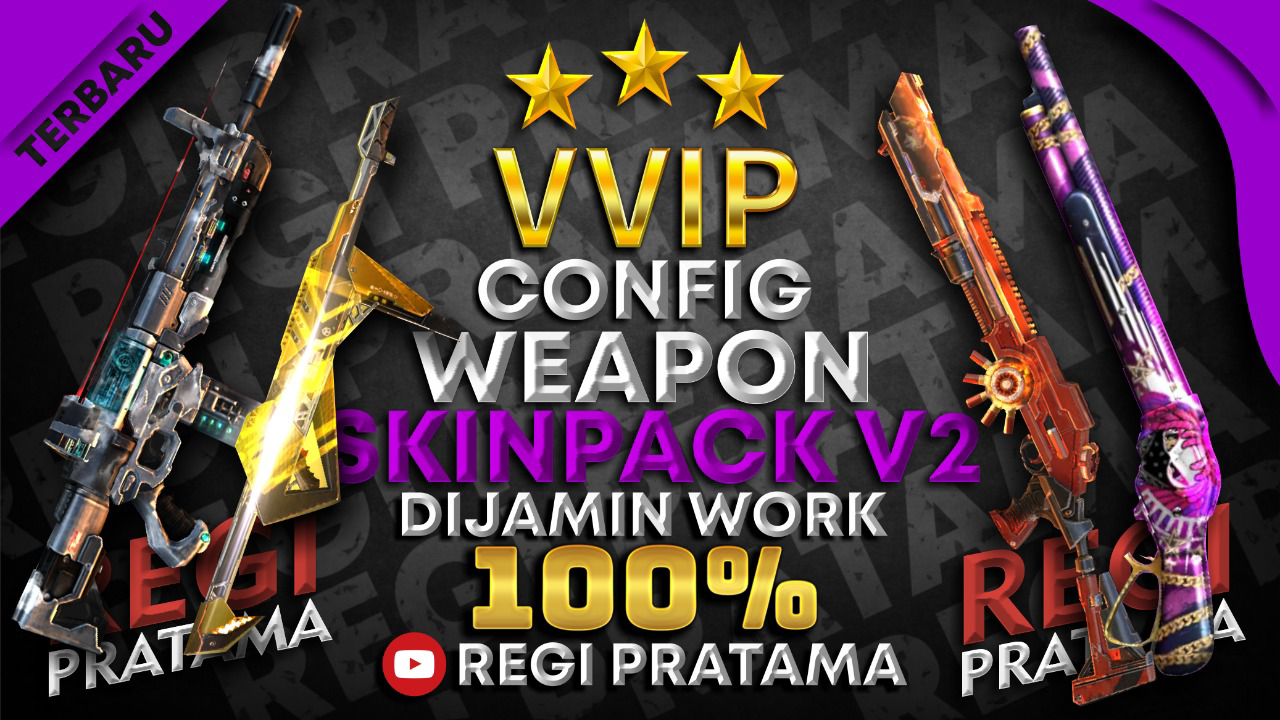 TERBARU
VVIP
CONFIG
WEAPON
SKINPACK V2
DIJAMIN WORK
100%
REGI PRATAMA
REGI
PRATAMA
REGI
PRATAMA